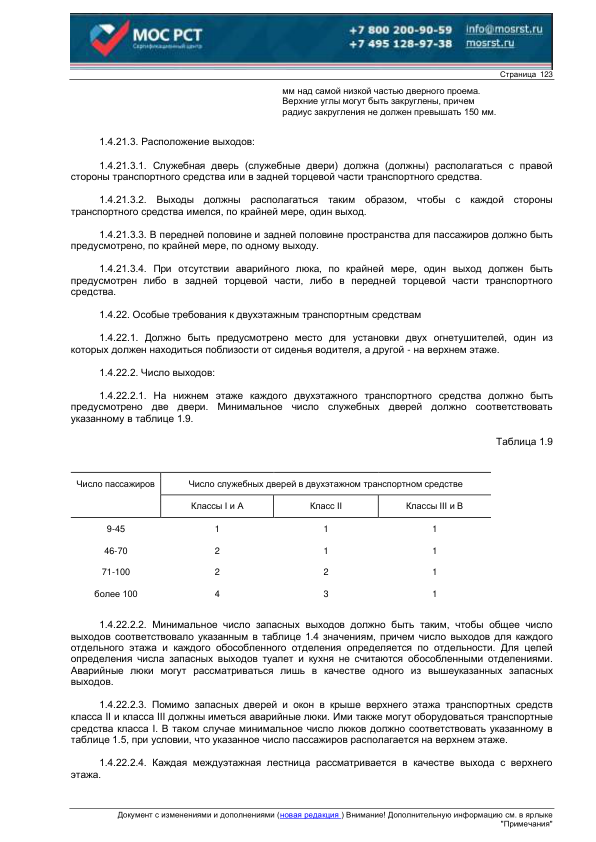 МОС РСТ
Сертификационный центр
+7 800 200-90-59 info@mosrst.ru
+7 495 128-97-38 mosrst.ru
Страница 123
мм над самой низкой частью дверного проема.
Верхние углы могут быть закруглены, причем
радиус закругления не должен превышать 150 мм.
1.4.21.3. Расположение выходов:
1.4.21.3.1. Служебная дверь (служебные двери) должна (должны) располагаться с правой
стороны транспортного средства или в задней торцевой части транспортного средства.
1.4.21.3.2. Выходы должны располагаться таким образом, чтобы с каждой стороны
транспортного средства имелся, по крайней мере, один выход.
1.4.21.3.3. В передней половине и задней половине пространства для пассажиров должно быть
предусмотрено, по крайней мере, по одному выходу.
1.4.21.3.4. При отсутствии аварийного люка, по крайней мере, один выход должен быть
предусмотрен либо в задней торцевой части, либо в передней торцевой части транспортного
средства.
1.4.22. Особые требования к двухэтажным транспортным средствам
1.4.22.1. Должно быть предусмотрено место для установки двух огнетушителей, один из
которых должен находиться поблизости от сиденья водителя, а другой - на верхнем этаже.
1.4.22.2. Число выходов:
1.4.22.2.1. На нижнем этаже каждого двухэтажного транспортного средства должно быть
предусмотрено две двери. Минимальное число служебных дверей должно соответствовать
указанному в таблице 1.9.
Таблица 1.9
Число пассажиров Число служебных дверей в двухэтажном транспортном средстве
Классы I и А Класс II Классы III и В
9-45 1 1 1
46-70 2 1 1
71-100 2 2 1
более 100 4 3 1
1.4.22.2.2. Минимальное число запасных выходов должно быть таким, чтобы общее число
выходов соответствовало указанным в таблице 1.4 значениям, причем число выходов для каждого
отдельного этажа и каждого обособленного отделения определяется по отдельности. Для целей
определения числа запасных выходов туалет и кухня не считаются обособленными отделениями.
Аварийные люки могут рассматриваться лишь в качестве одного из вышеуказанных запасных
выходов.
1.4.22.2.3. Помимо запасных дверей и окон в крыше верхнего этажа транспортных средств
класса II и класса III должны иметься аварийные люки. Ими также могут оборудоваться транспортные
средства класса I. В таком случае минимальное число люков должно соответствовать указанному в
таблице 1.5, при условии, что указанное число пассажиров располагается на верхнем этаже.
1.4.22.2.4. Каждая междуэтажная лестница рассматривается в качестве выхода с верхнего
этажа.
Документ с изменениями и дополнениями (новая редакция ) Внимание! Дополнительную информацию см. в ярлыке
"Примечания"